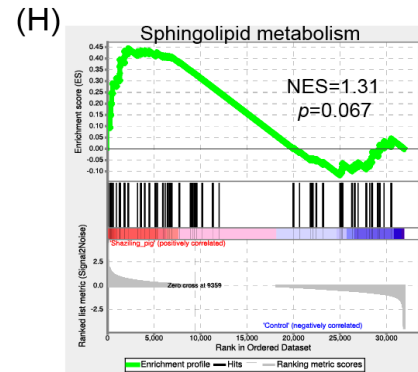 (H)
Sphingolipid metabolism
NES=1.31
p=0.067
Enrichment score (ES)
0.45
0.40
0.35
0.30
0.25
0.20
0.15
0.10
0.05
0.00
-0.05
-0.10
'Shaziling_pig' (positively correlated)
Ranked list metric (Signal2Noise)
2.5
0.0
-2.5
Zero cross at 9359
'Control' (negatively correlated)
0 5,000 10,000 15,000 20,000 25,000 30,000
Rank in Ordered Dataset
Enrichment profile Hits Ranking metric scores